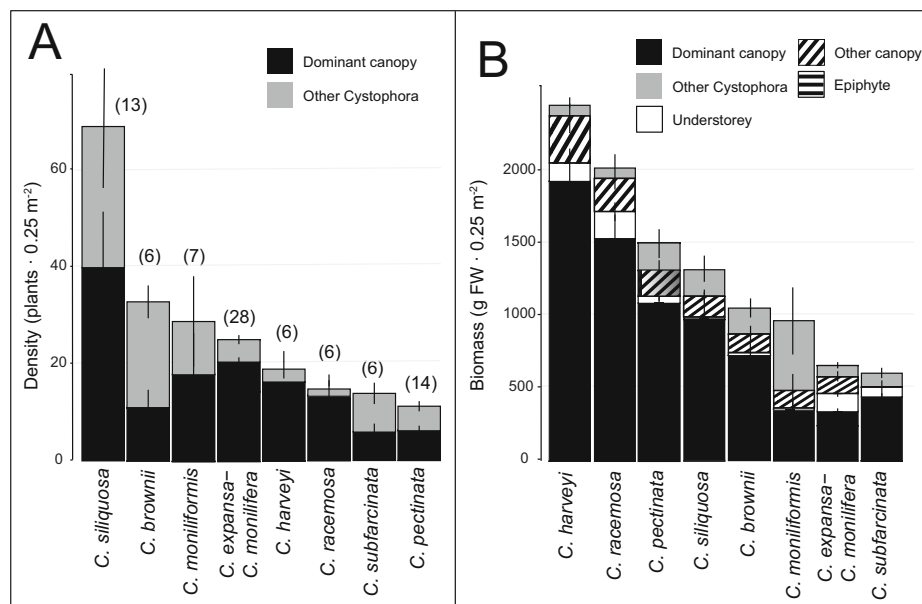 A
Dominant canopy
Other Cystophora
Density (plants · 0.25 m⁻²)
60
40
20
0
(13)
(6)
(7)
(28)
(6)
(6)
(6)
(14)
C. siliquosa
C. brownii
C. moniliformis
C. expansa–
C. monilifera
C. harveyi
C. racemosa
C. subfarcinata
C. pectinata
B
Dominant canopy
Other Cystophora
Understorey
Other canopy
Epiphyte
Biomass (g FW · 0.25 m⁻²)
2000
1500
1000
500
0
C. harveyi
C. racemosa
C. pectinata
C. siliquosa
C. brownii
C. moniliformis
C. expansa–
C. monilifera
C. subfarcinata